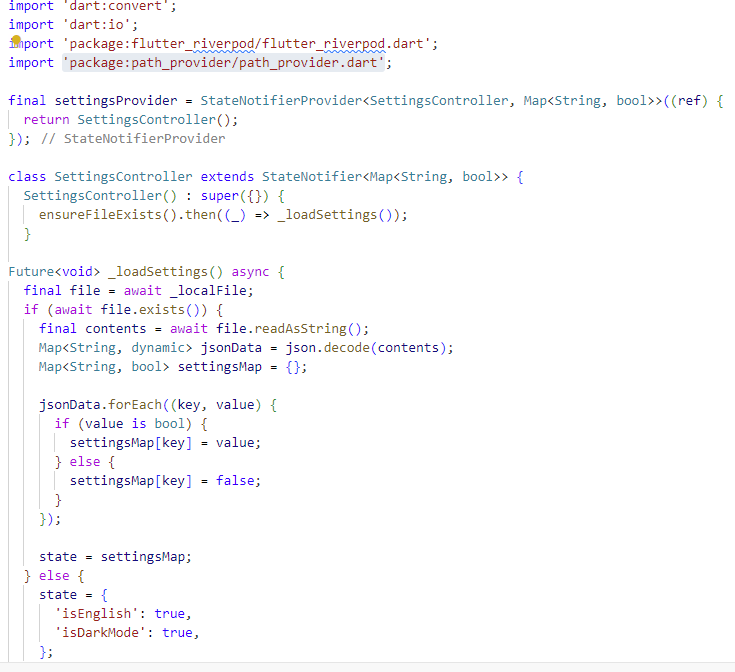 import 'dart:convert';
import 'dart:io';
import 'package:flutter_riverpod/flutter_riverpod.dart';
import 'package:path_provider/path_provider.dart';

final settingsProvider = StateNotifierProvider<SettingsController, Map<String, bool>>((ref) {
  return SettingsController();
}); // StateNotifierProvider

class SettingsController extends StateNotifier<Map<String, bool>> {
  SettingsController() : super({}) {
    ensureFileExists().then((_) => _loadSettings());
  }

Future<void> _loadSettings() async {
  final file = await _localFile;
  if (await file.exists()) {
    final contents = await file.readAsString();
    Map<String, dynamic> jsonData = json.decode(contents);
    Map<String, bool> settingsMap = {};

    jsonData.forEach((key, value) {
      if (value is bool) {
        settingsMap[key] = value;
      } else {
        settingsMap[key] = false;
      }
    });

    state = settingsMap;
  } else {
    state = {
      'isEnglish': true,
      'isDarkMode': true,
    };